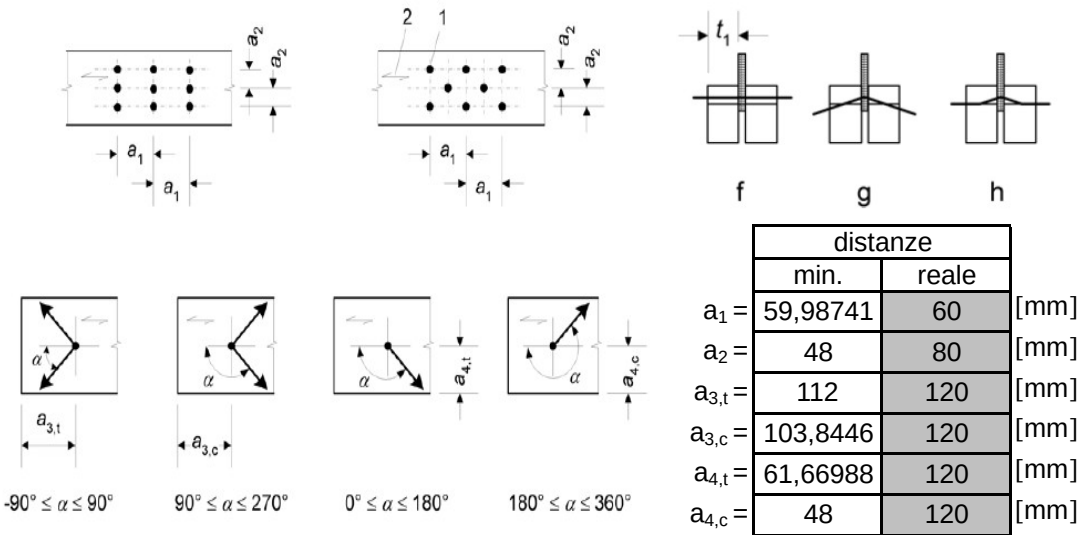 2 1
a2
a2
a2
a2
t1
a1
a1
a1
a1
f g h
distanze
min. reale
a1 = 59,98741 60 [mm]
a2 = 48 80 [mm]
a3,t = 112 120 [mm]
a3,c = 103,8446 120 [mm]
a4,t = 61,66988 120 [mm]
a4,c = 48 120 [mm]
α α α α
a4,t
a4,c
a3,t
a3,c
-90° ≤ α ≤ 90° 90° ≤ α ≤ 270° 0° ≤ α ≤ 180° 180° ≤ α ≤ 360°